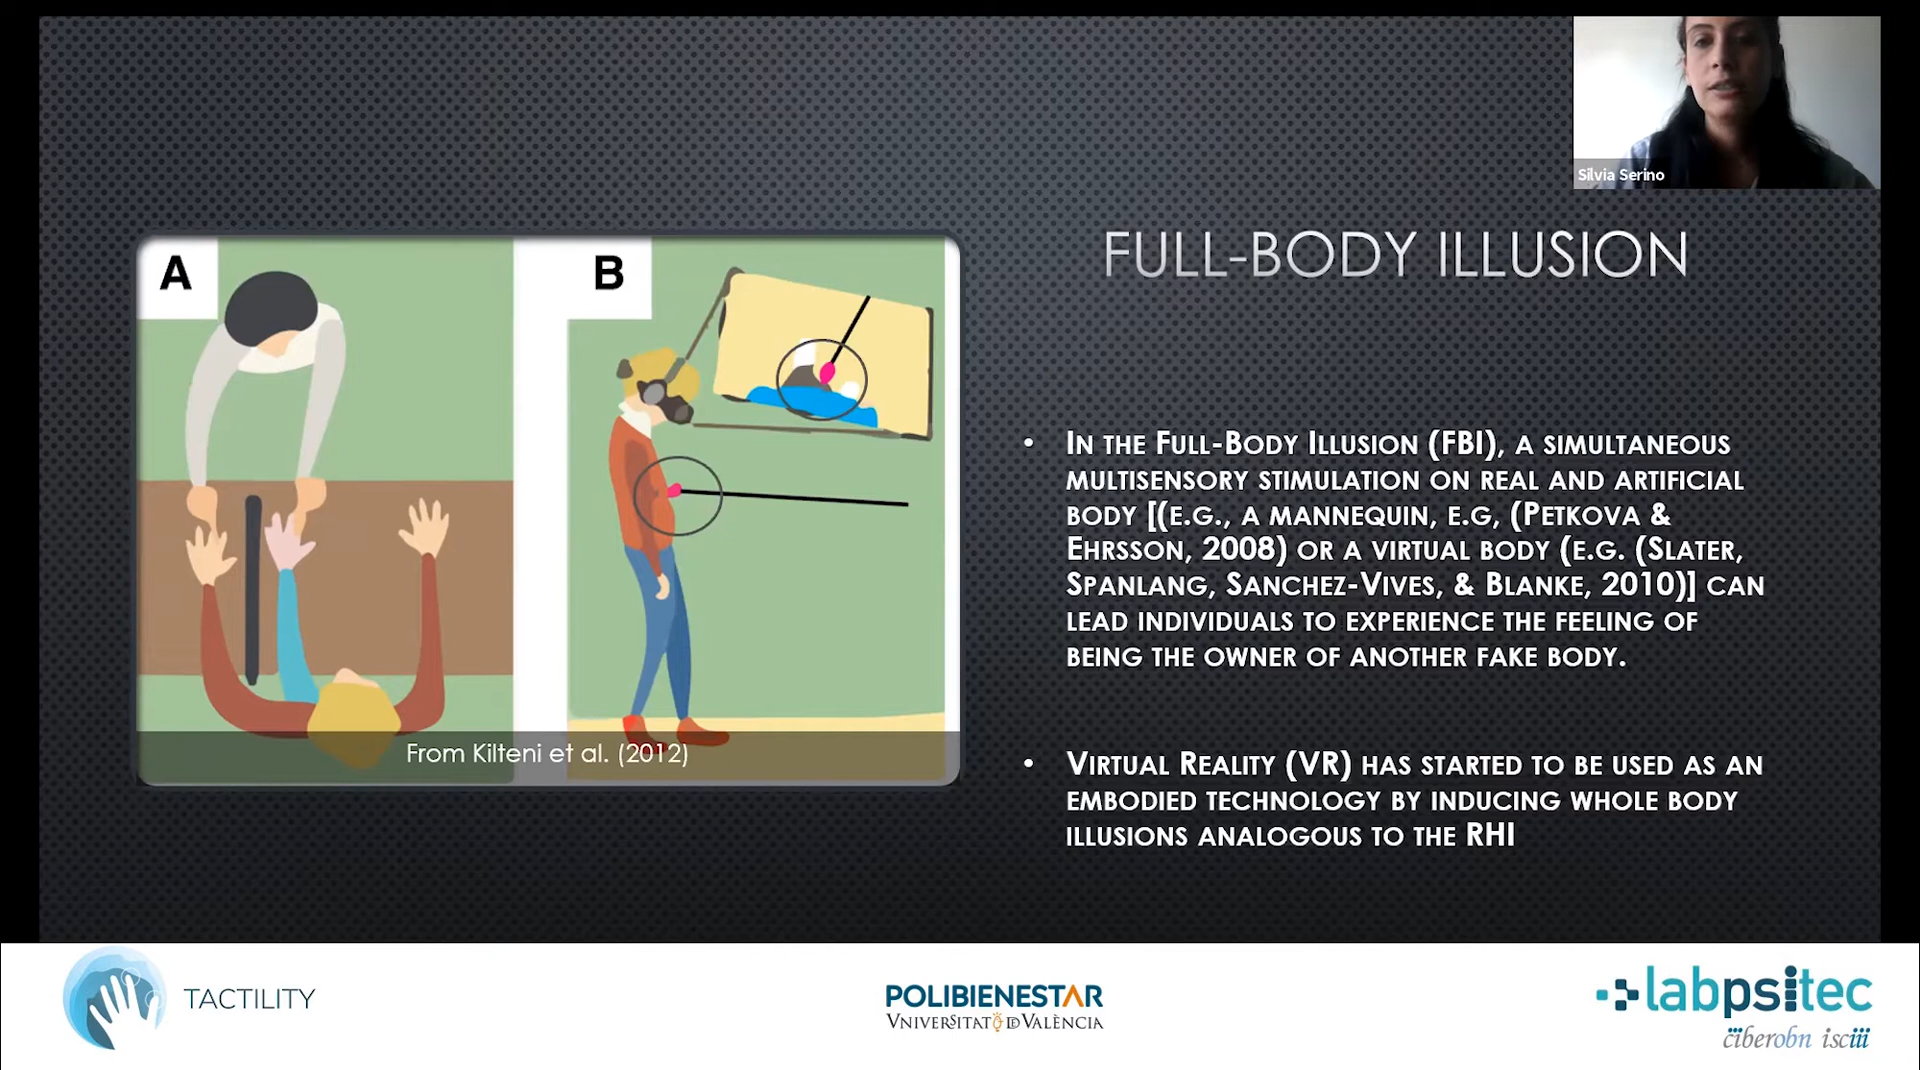 Silvia Serino
A
B
From Kilteni et al. (2012)
FULL-BODY ILLUSION
• IN THE FULL-BODY ILLUSION (FBI), A SIMULTANEOUS
MULTISENSORY STIMULATION ON REAL AND ARTIFICIAL
BODY [(E.G., A MANNEQUIN, E.G, (PETKOVA &
EHRSSON, 2008) OR A VIRTUAL BODY (E.G. (SLATER,
SPANLANG, SANCHEZ-VIVES, & BLANKE, 2010)] CAN
LEAD INDIVIDUALS TO EXPERIENCE THE FEELING OF
BEING THE OWNER OF ANOTHER FAKE BODY.
• VIRTUAL REALITY (VR) HAS STARTED TO BE USED AS AN
EMBODIED TECHNOLOGY BY INDUCING WHOLE BODY
ILLUSIONS ANALOGOUS TO THE RHI
TACTILITY
POLIBIENESTAR
VNIVERSITAT DE VALÈNCIA
labpsitec
ciberobn isciii